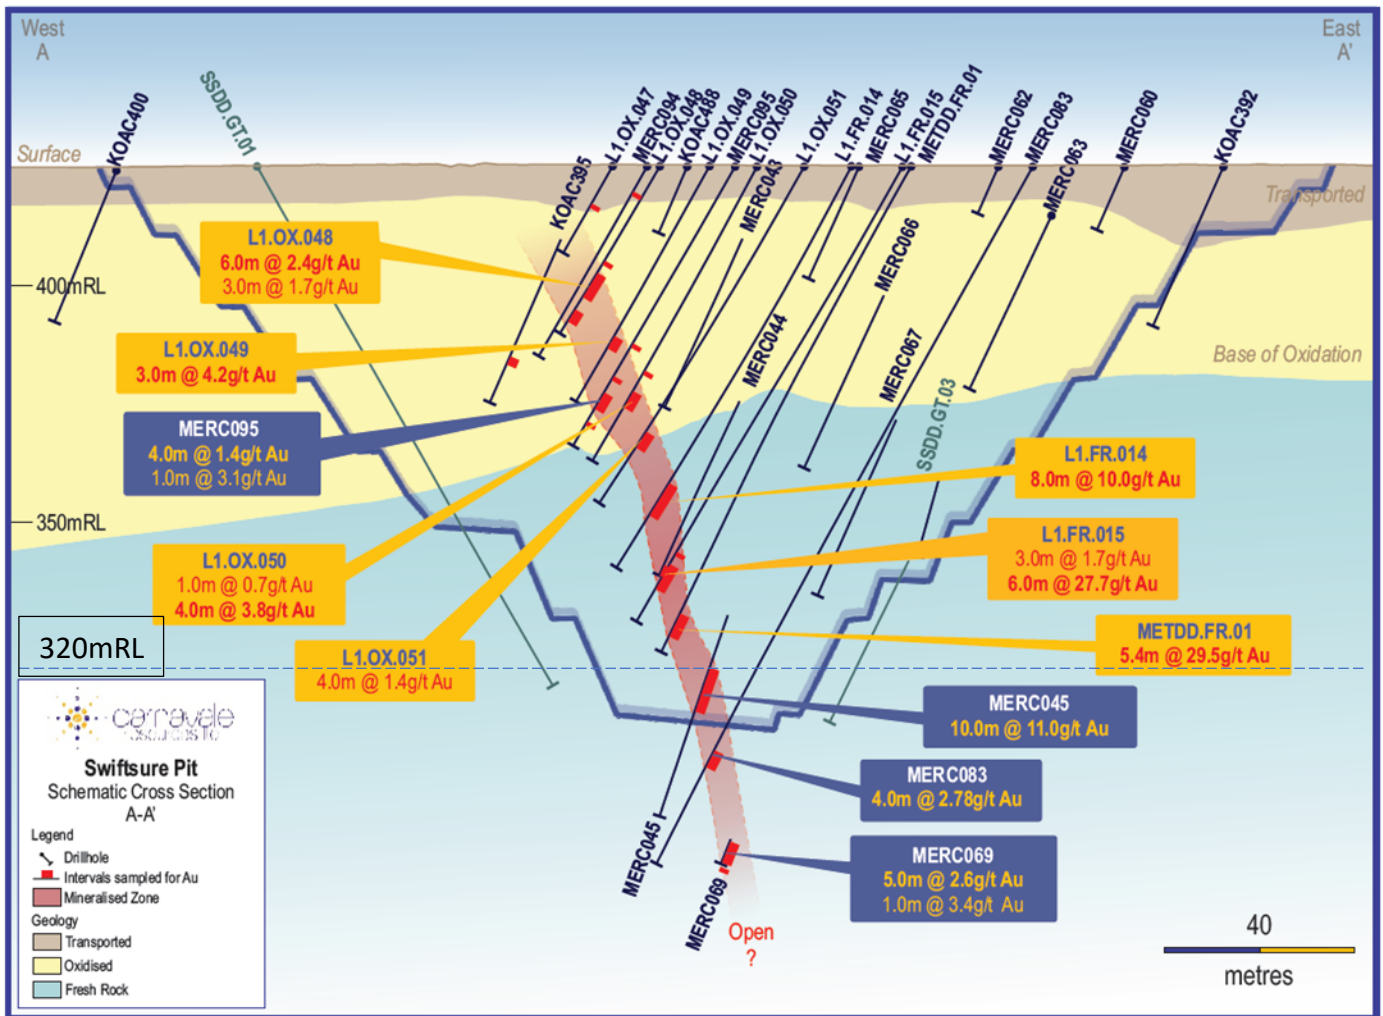 West
A
East
A'
KOAC400
SSDD.GT.01
KOAC395
L1.OX.047
MERC094
L1.OX.048
KOAC488
L1.OX.049
MERC095
L1.OX.050
MERC043
L1.OX.051
L1.FR.014
MERC065
L1.FR.015
METDD.FR.01
MERC062
MERC083
MERC063
MERC060
KOAC392
Surface
Transported
L1.OX.048
6.0m @ 2.4g/t Au
3.0m @ 1.7g/t Au
MERC066
400mRL
MERC044
MERC067
Base of Oxidation
L1.OX.049
3.0m @ 4.2g/t Au
SSDD.GT.03
MERC095
4.0m @ 1.4g/t Au
1.0m @ 3.1g/t Au
L1.FR.014
8.0m @ 10.0g/t Au
350mRL
L1.FR.015
3.0m @ 1.7g/t Au
6.0m @ 27.7g/t Au
L1.OX.050
1.0m @ 0.7g/t Au
4.0m @ 3.8g/t Au
320mRL
L1.OX.051
4.0m @ 1.4g/t Au
METDD.FR.01
5.4m @ 29.5g/t Au
MERC045
10.0m @ 11.0g/t Au
MERC083
4.0m @ 2.78g/t Au
MERC045
MERC069
MERC069
5.0m @ 2.6g/t Au
1.0m @ 3.4g/t Au
Open
?
40
metres
carnavale
resources ltd
Swiftsure Pit
Schematic Cross Section
A-A'
Legend
Drillhole
Intervals sampled for Au
Mineralised Zone
Geology
Transported
Oxidised
Fresh Rock